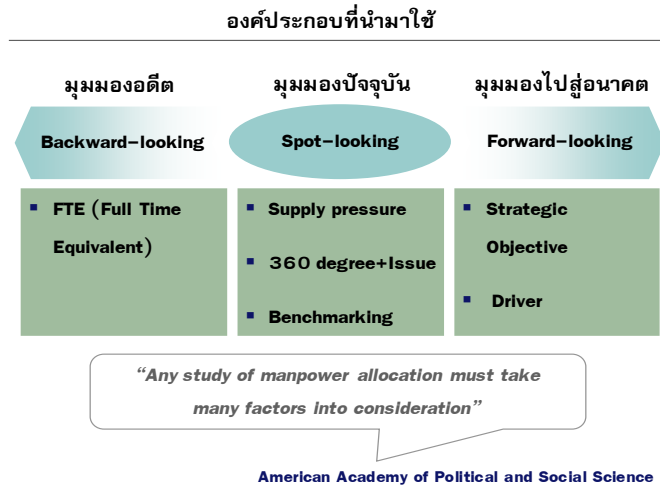 องค์ประกอบที่นำมาใช้
มุมมองอดีต
มุมมองปัจจุบัน
มุมมองไปสู่อนาคต
Backward-looking
Spot-looking
Forward-looking
▪ FTE (Full Time
Equivalent)
▪ Supply pressure
▪ 360 degree+Issue
▪ Benchmarking
▪ Strategic
Objective
▪ Driver
“Any study of manpower allocation must take
many factors into consideration”
American Academy of Political and Social Science